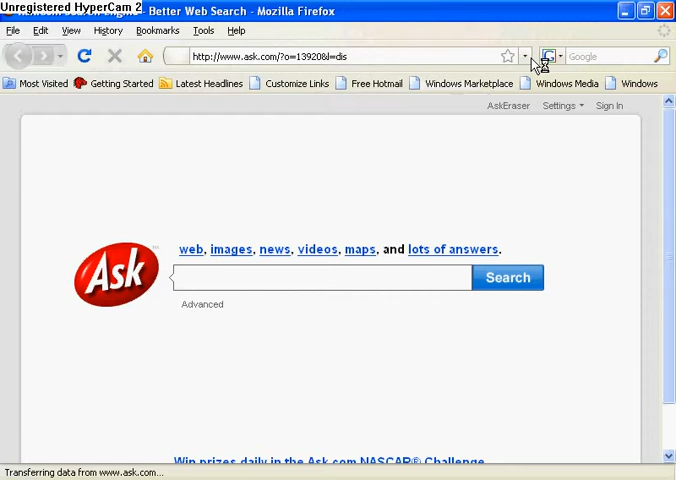 Unregistered HyperCam 2
Better Web Search - Mozilla Firefox
File Edit View History Bookmarks Tools Help
http://www.ask.com/?o=13920&l=dis
Google
Most Visited Getting Started Latest Headlines Customize Links Free Hotmail Windows Marketplace Windows Media Windows
AskEraser Settings Sign In
web, images, news, videos, maps, and lots of answers.
Ask
Search
Advanced
Win prizes daily in the Ask.com NASCAR® Challenge
Transferring data from www.ask.com...